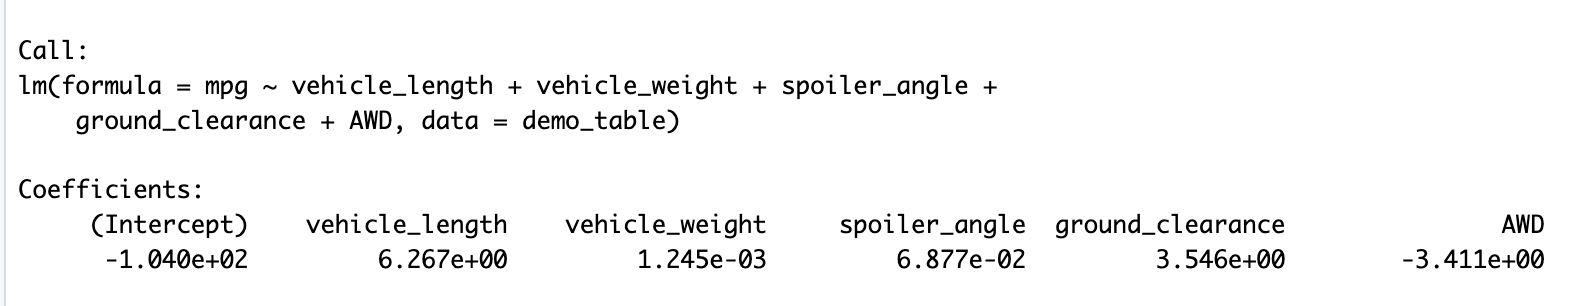 Call:
lm(formula = mpg ~ vehicle_length + vehicle_weight + spoiler_angle +
    ground_clearance + AWD, data = demo_table)
Coefficients:
     (Intercept)    vehicle_length    vehicle_weight     spoiler_angle  ground_clearance               AWD
      -1.040e+02         6.267e+00         1.245e-03         6.877e-02         3.546e+00        -3.411e+00